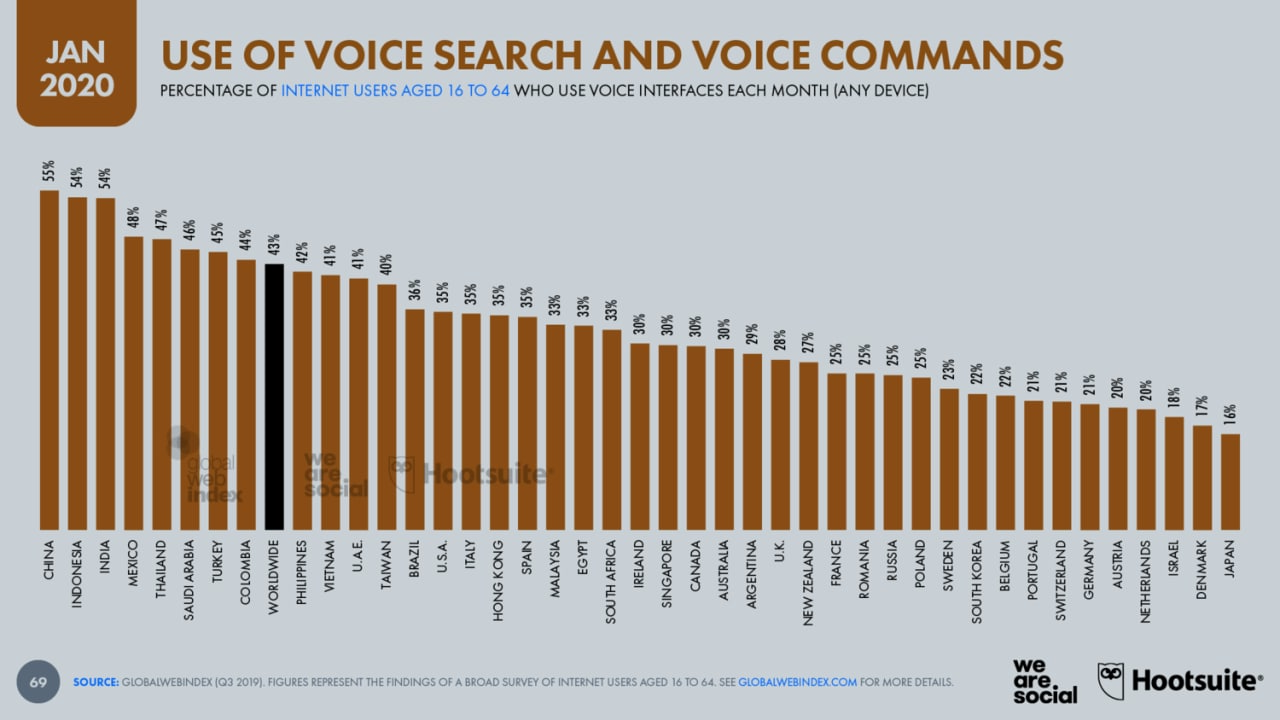 JAN
2020
USE OF VOICE SEARCH AND VOICE COMMANDS
PERCENTAGE OF INTERNET USERS AGED 16 TO 64 WHO USE VOICE INTERFACES EACH MONTH (ANY DEVICE)
55%
54%
54%
48%
47%
46%
45%
44%
43%
42%
41%
41%
40%
36%
35%
35%
35%
35%
33%
33%
33%
30%
30%
30%
30%
29%
28%
27%
25%
25%
25%
25%
23%
22%
22%
21%
21%
21%
20%
20%
18%
17%
16%
global
web
index
we
are
social
Hootsuite®
CHINA
INDONESIA
INDIA
MEXICO
THAILAND
SAUDI ARABIA
TURKEY
COLOMBIA
WORLDWIDE
PHILIPPINES
VIETNAM
U.A.E.
TAIWAN
BRAZIL
U.S.A.
ITALY
HONG KONG
SPAIN
MALAYSIA
EGYPT
SOUTH AFRICA
IRELAND
SINGAPORE
CANADA
AUSTRALIA
ARGENTINA
U.K.
NEW ZEALAND
FRANCE
ROMANIA
RUSSIA
POLAND
SWEDEN
SOUTH KOREA
BELGIUM
PORTUGAL
SWITZERLAND
GERMANY
AUSTRIA
NETHERLANDS
ISRAEL
DENMARK
JAPAN
69
SOURCE: GLOBALWEBINDEX (Q3 2019). FIGURES REPRESENT THE FINDINGS OF A BROAD SURVEY OF INTERNET USERS AGED 16 TO 64. SEE GLOBALWEBINDEX.COM FOR MORE DETAILS.
we
are
social
Hootsuite®